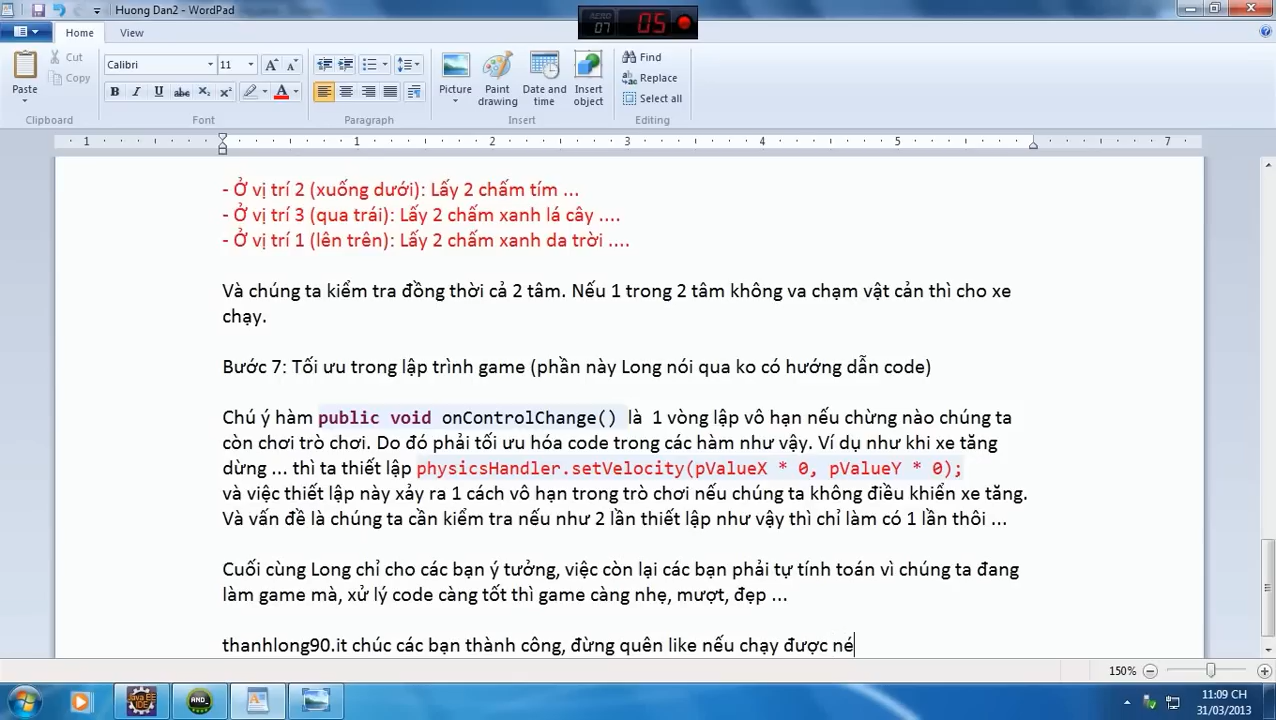 Huong Dan2 - WordPad
AERO
07
05
Home
View
Cut
Copy
Paste
Clipboard
Calibri
11
Font
Paragraph
Picture
Paint drawing
Date and time
Insert object
Insert
Find
Replace
Select all
Editing
1 1 2 3 4 5 7
- Ở vị trí 2 (xuống dưới): Lấy 2 chấm tím ...
- Ở vị trí 3 (qua trái): Lấy 2 chấm xanh lá cây ....
- Ở vị trí 1 (lên trên): Lấy 2 chấm xanh da trời ....
Và chúng ta kiểm tra đồng thời cả 2 tâm. Nếu 1 trong 2 tâm không va chạm vật cản thì cho xe
chạy.
Bước 7: Tối ưu trong lập trình game (phần này Long nói qua ko có hướng dẫn code)
Chú ý hàm public void onControlChange() là 1 vòng lập vô hạn nếu chừng nào chúng ta
còn chơi trò chơi. Do đó phải tối ưu hóa code trong các hàm như vậy. Ví dụ như khi xe tăng
dừng ... thì ta thiết lập physicsHandler.setVelocity(pValueX * 0, pValueY * 0);
và việc thiết lập này xảy ra 1 cách vô hạn trong trò chơi nếu chúng ta không điều khiển xe tăng.
Và vấn đề là chúng ta cần kiểm tra nếu như 2 lần thiết lập như vậy thì chỉ làm có 1 lần thôi ...
Cuối cùng Long chỉ cho các bạn ý tưởng, việc còn lại các bạn phải tự tính toán vì chúng ta đang
làm game mà, xử lý code càng tốt thì game càng nhẹ, mượt, đẹp ...
thanhlong90.it chúc các bạn thành công, đừng quên like nếu chạy được né
150%
11:09 CH
31/03/2013